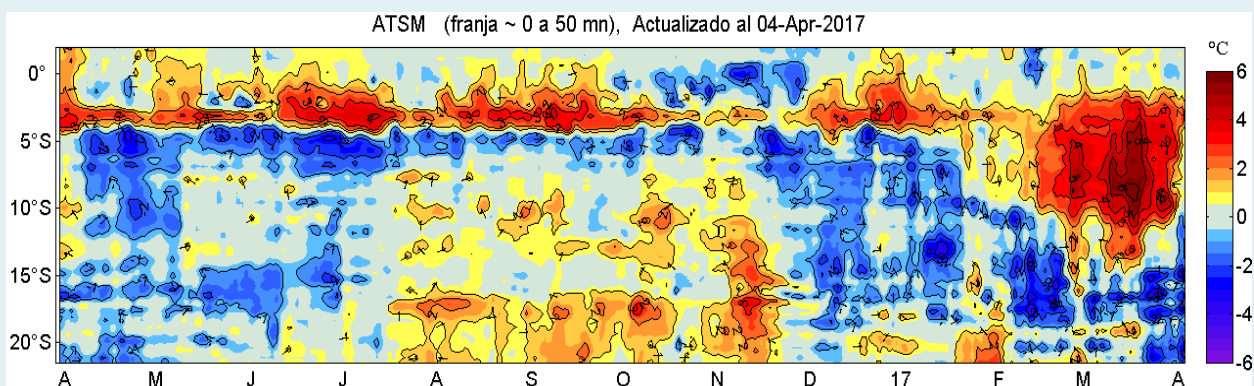 ATSM (franja ~ 0 a 50 mn), Actualizado al 04-Apr-2017
ºC
0°
5°S
10°S
15°S
20°S
A M J J A S O N D 17 F M A
6
4
2
0
-2
-4
-6